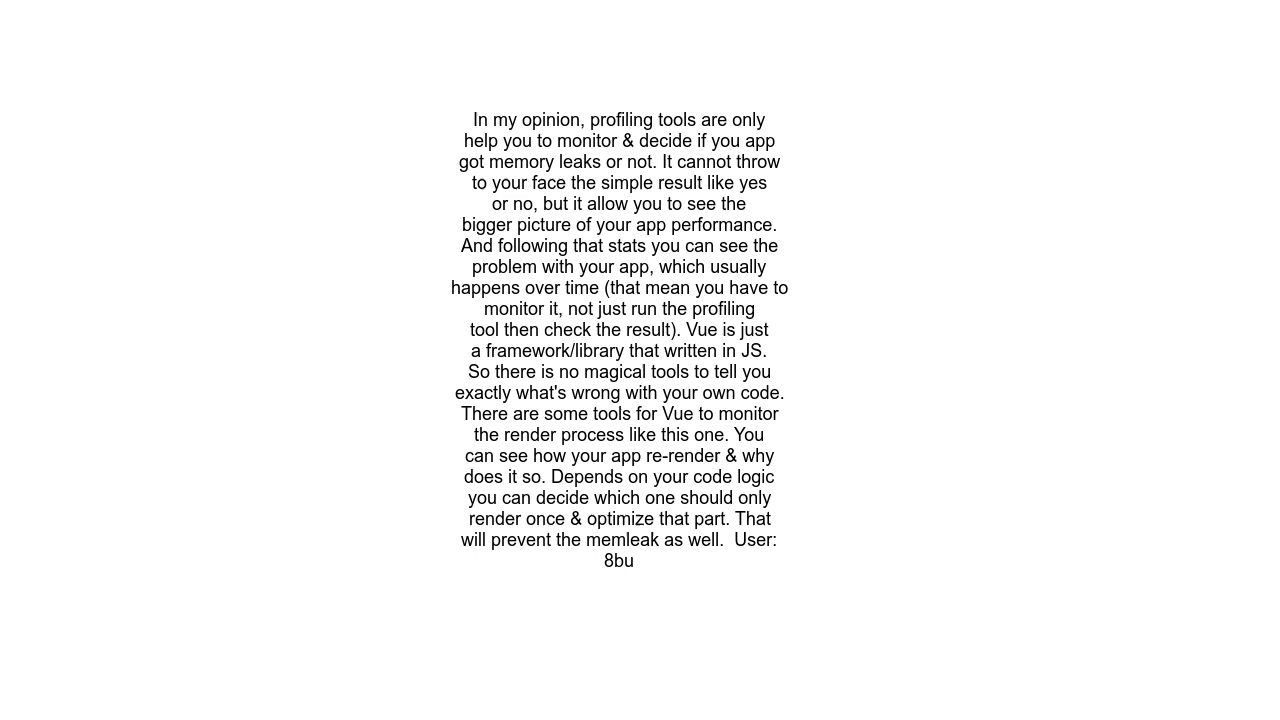 In my opinion, profiling tools are only
help you to monitor & decide if you app
got memory leaks or not. It cannot throw
to your face the simple result like yes
or no, but it allow you to see the
bigger picture of your app performance.
And following that stats you can see the
problem with your app, which usually
happens over time (that mean you have to
monitor it, not just run the profiling
tool then check the result). Vue is just
a framework/library that written in JS.
So there is no magical tools to tell you
exactly what's wrong with your own code.
There are some tools for Vue to monitor
the render process like this one. You
can see how your app re-render & why
does it so. Depends on your code logic
you can decide which one should only
render once & optimize that part. That
will prevent the memleak as well.  User:
8bu